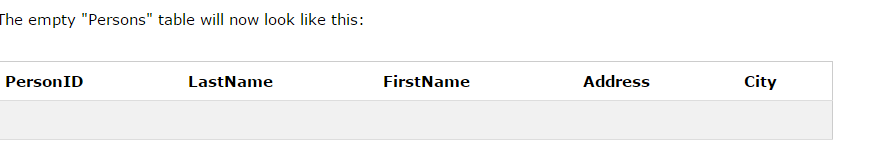 The empty "Persons" table will now look like this:
PersonID LastName FirstName Address City